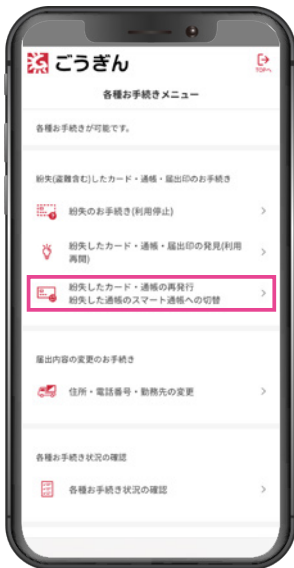 ごうぎん
TOPへ
各種お手続きメニュー
各種お手続きが可能です。
紛失(盗難含む)したカード・通帳・届出印のお手続き
紛失のお手続き(利用停止)
紛失したカード・通帳・届出印の発見(利用
再開)
紛失したカード・通帳の再発行
紛失した通帳のスマート通帳への切替
届出内容の変更のお手続き
住所・電話番号・勤務先の変更
各種お手続き状況の確認
各種お手続き状況の確認